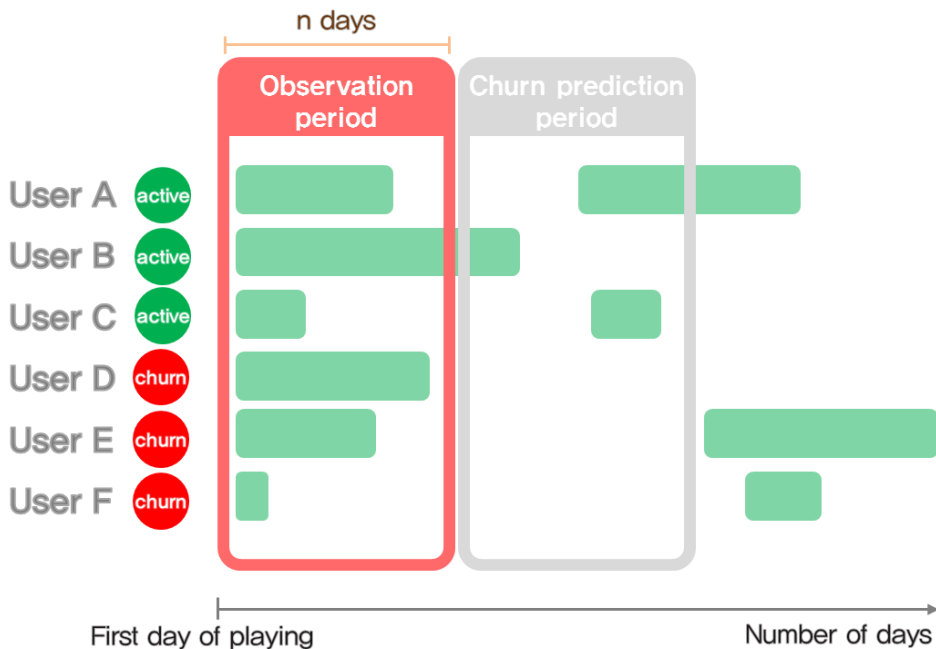 n days
Observation
period
Churn prediction
period
User A active
User B active
User C active
User D churn
User E churn
User F churn
First day of playing
Number of days